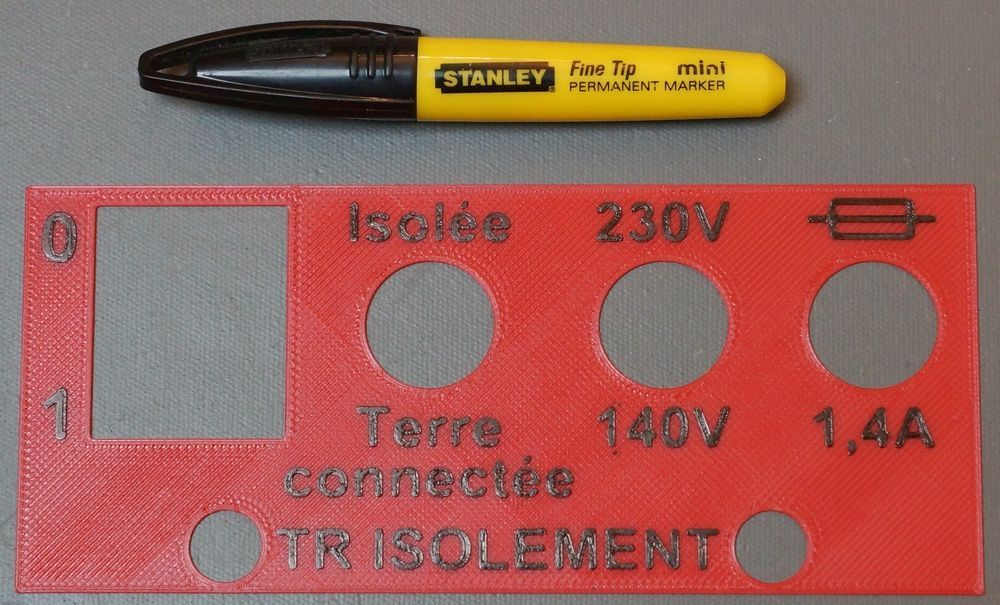 STANLEY
Fine Tip mini
PERMANENT MARKER
0
Isolée
230V
1
Terre
connectée
140V
1,4A
TR ISOLEMENT